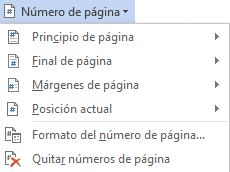 Número de página
Principio de página
Final de página
Márgenes de página
Posición actual
Formato del número de página...
Quitar números de página